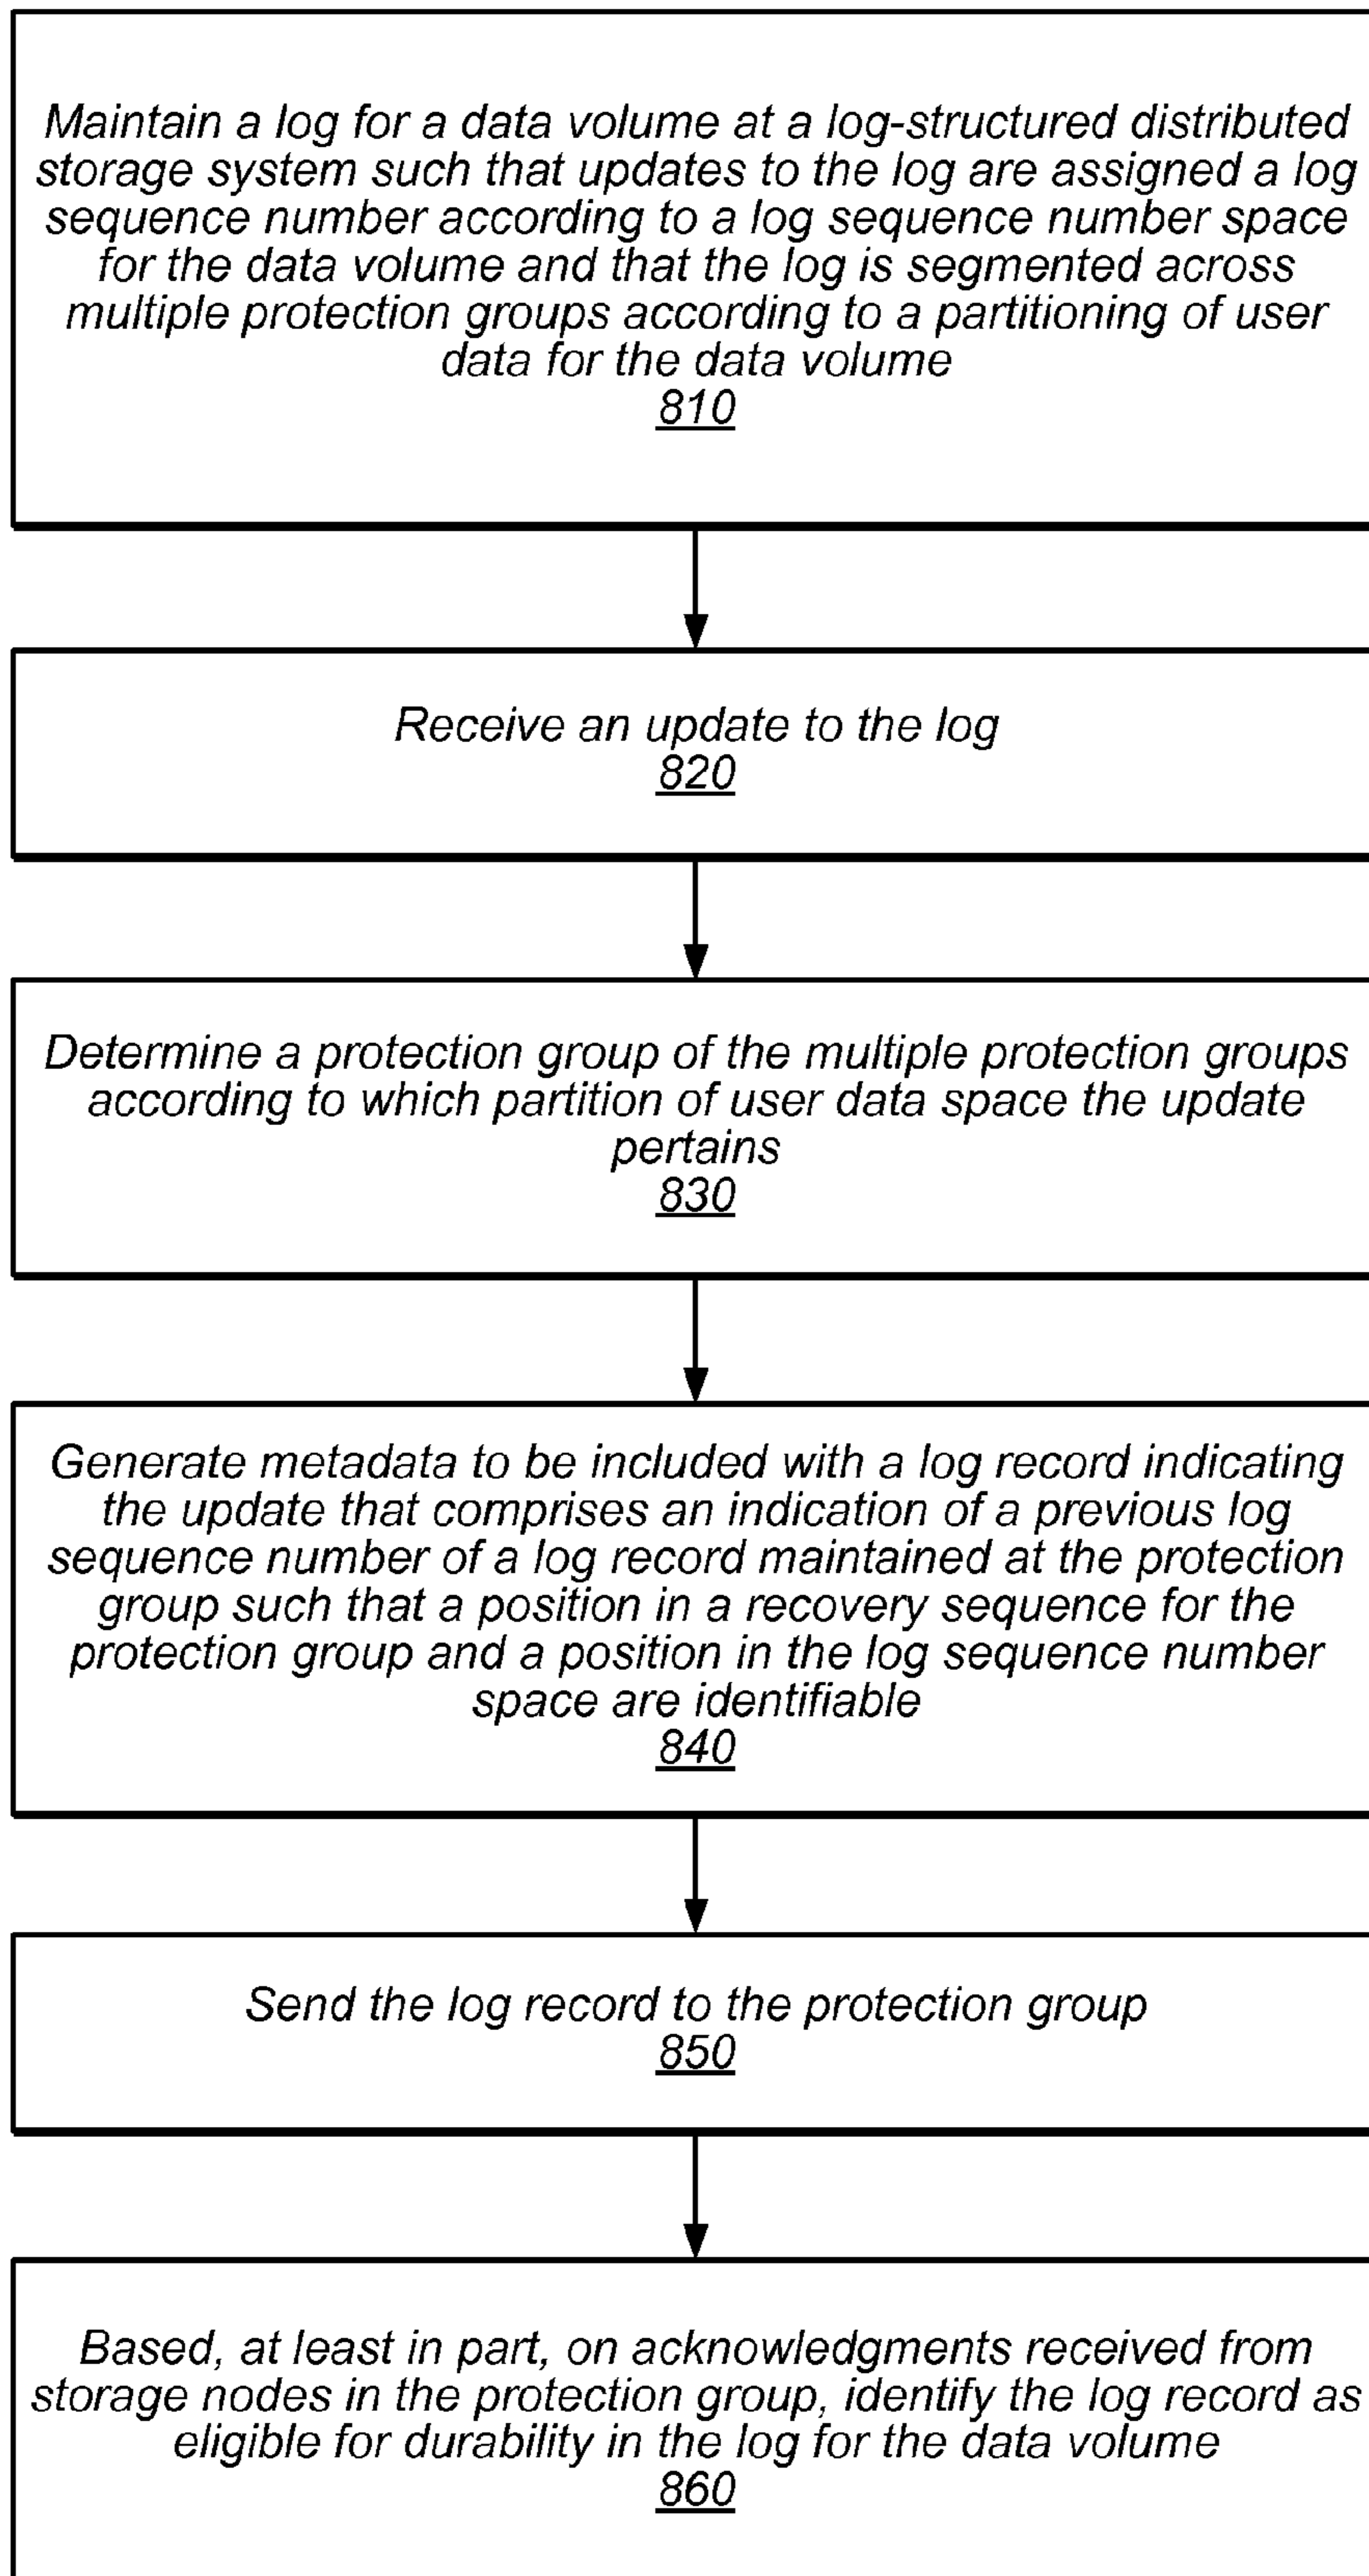 Maintain a log for a data volume at a log-structured distributed
storage system such that updates to the log are assigned a log
sequence number according to a log sequence number space
for the data volume and that the log is segmented across
multiple protection groups according to a partitioning of user
data for the data volume
810
Receive an update to the log
820
Determine a protection group of the multiple protection groups
according to which partition of user data space the update
pertains
830
Generate metadata to be included with a log record indicating
the update that comprises an indication of a previous log
sequence number of a log record maintained at the protection
group such that a position in a recovery sequence for the
protection group and a position in the log sequence number
space are identifiable
840
Send the log record to the protection group
850
Based, at least in part, on acknowledgments received from
storage nodes in the protection group, identify the log record as
eligible for durability in the log for the data volume
860